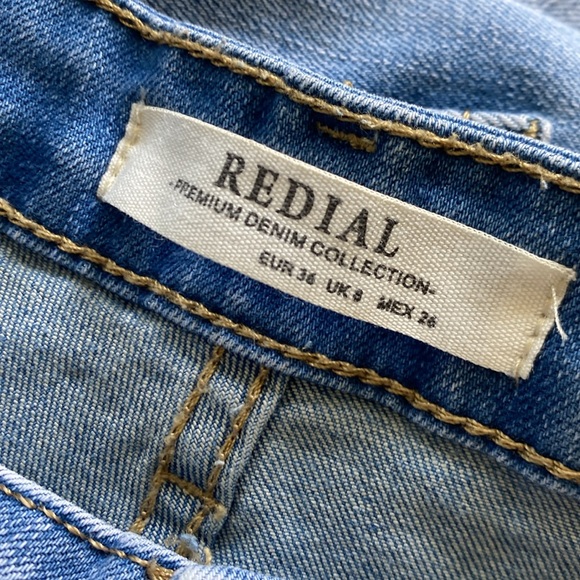 REDIAL
-PREMIUM DENIM COLLECTION-
EUR 36 UK 8 MEX 26